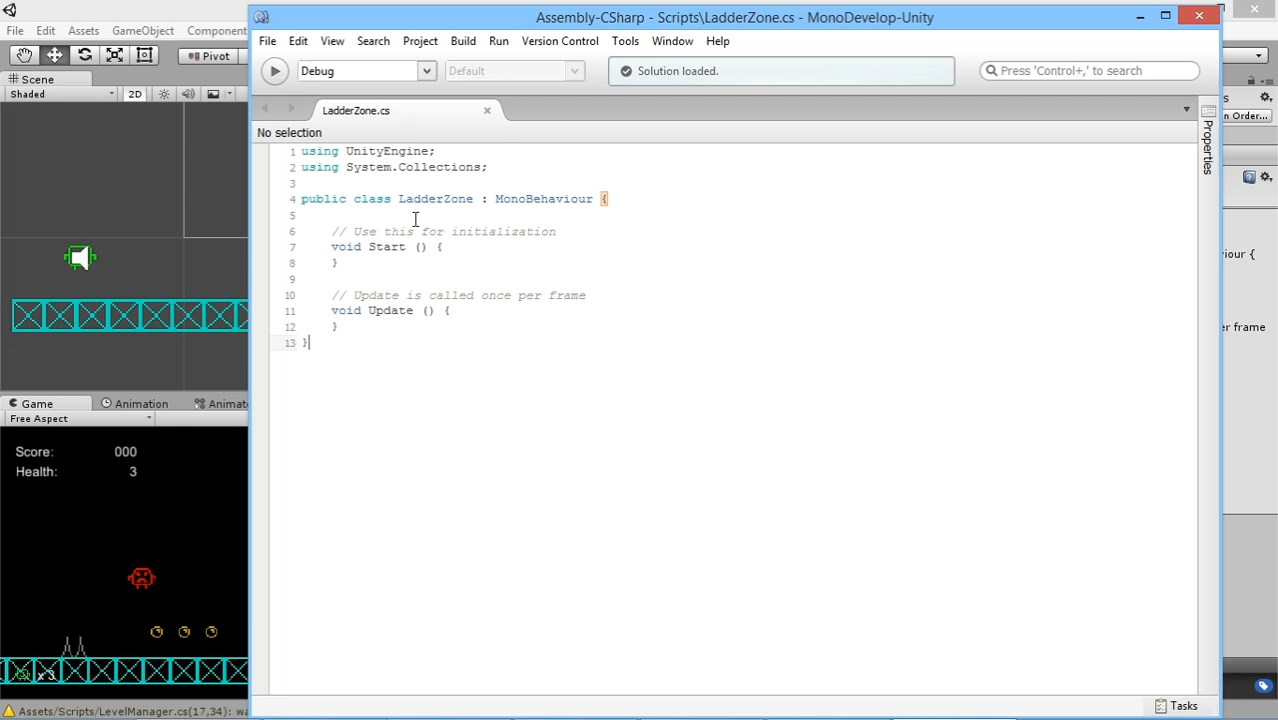 Assembly-CSharp - Scripts\LadderZone.cs - MonoDevelop-Unity
File Edit Assets GameObject Component
File Edit View Search Project Build Run Version Control Tools Window Help
Pivot
Debug
Default
Solution loaded.
Press 'Control+,' to search
Scene
Shaded
2D
LadderZone.cs
No selection
Properties
n Order...
1 using UnityEngine;
2 using System.Collections;
3
4 public class LadderZone : MonoBehaviour {
5
6 // Use this for initialization
7 void Start () {
8 }
9
10 // Update is called once per frame
11 void Update () {
12 }
13 }
iour {
er frame
Game Animation Animat
Free Aspect
Score: 000
Health: 3
x 3
Assets/Scripts/LevelManager.cs(17,34): wa
Tasks